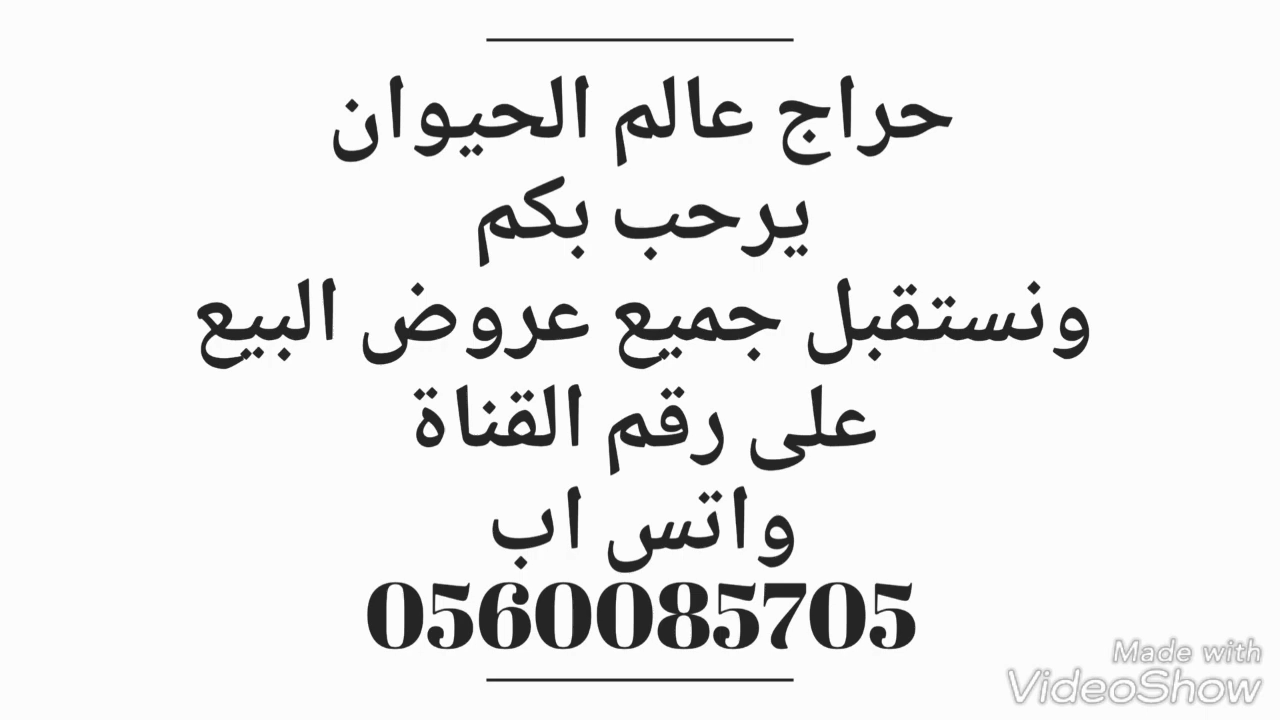 حراج عالم الحيوان
يرحب بكم
ونستقبل جميع عروض البيع
على رقم القناة
واتس اب
0560085705
Made with
VideoShow